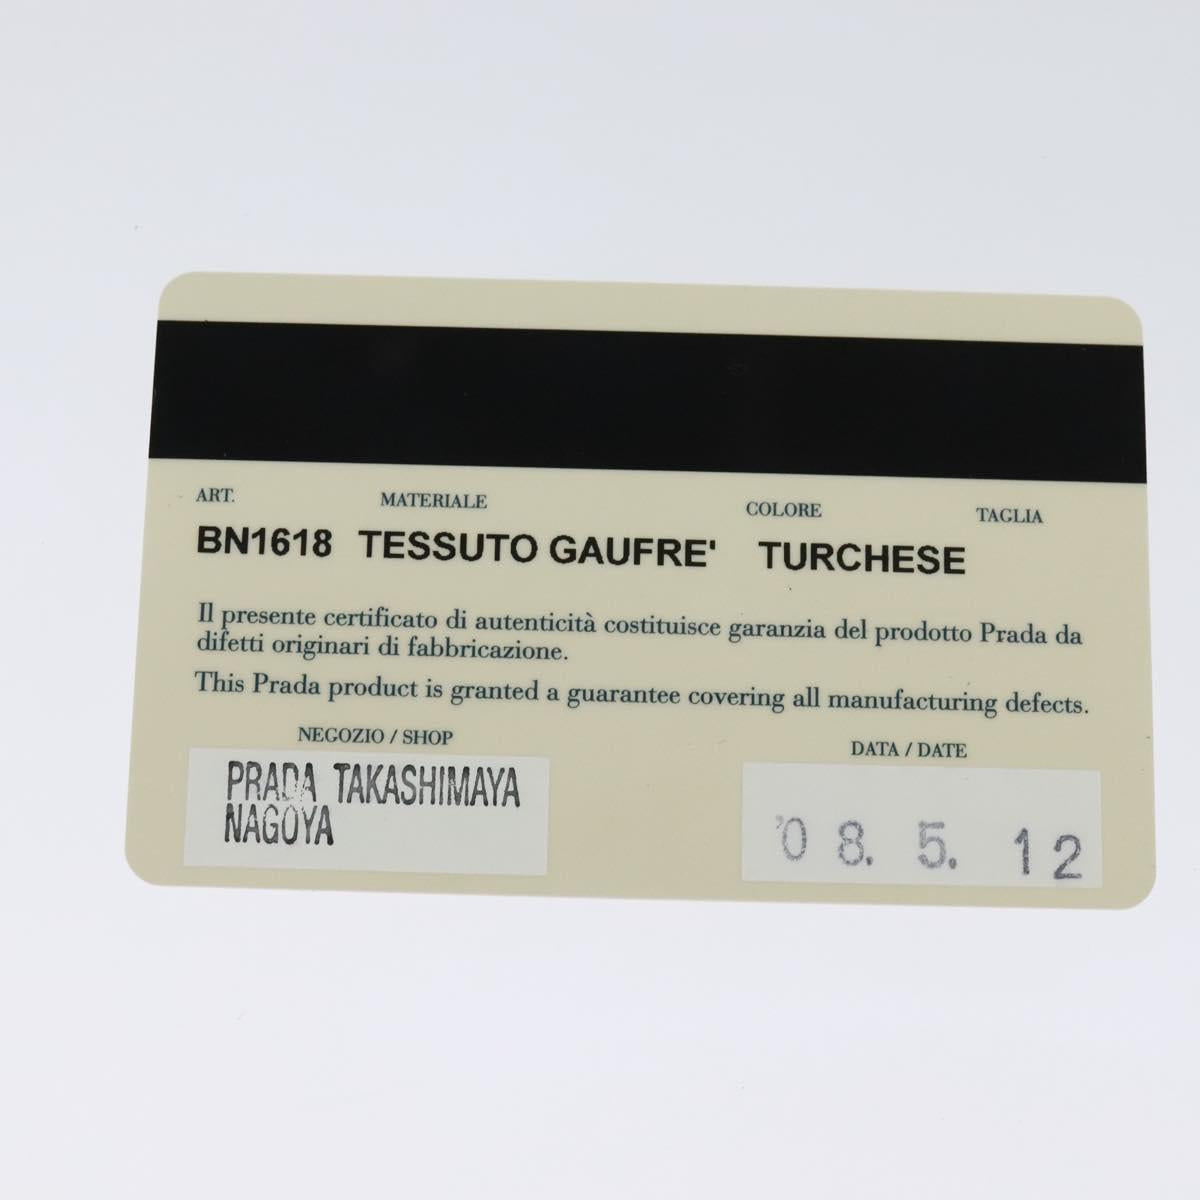 ART. MATERIALE COLORE TAGLIA
BN1618 TESSUTO GAUFRE' TURCHESE
Il presente certificato di autenticità costituisce garanzia del prodotto Prada da
difetti originari di fabbricazione.
This Prada product is granted a guarantee covering all manufacturing defects.
NEGOZIO / SHOP DATA / DATE
PRADA TAKASHIMAYA
NAGOYA
'08. 5. 12